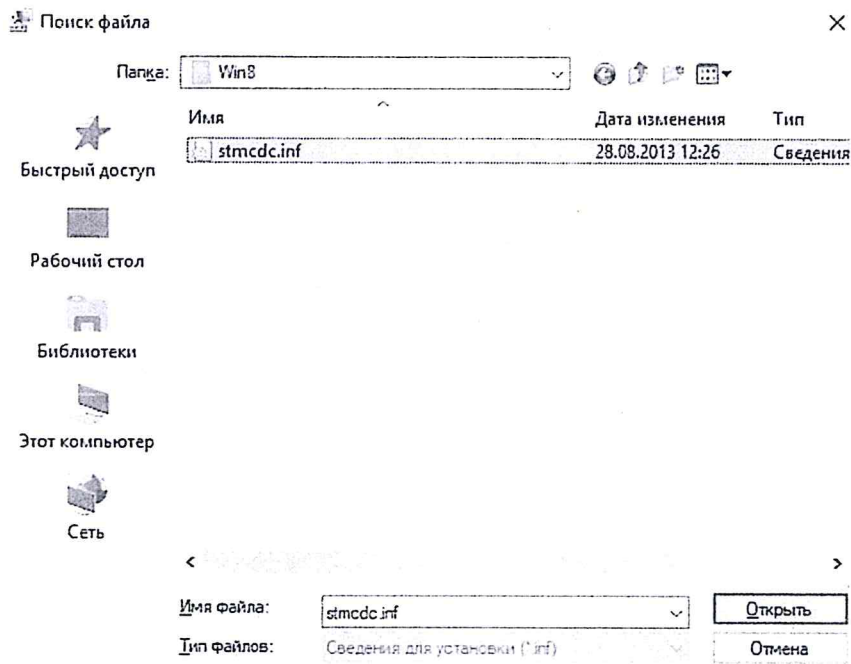 Поиск файла
Папка: Win8
Имя Дата изменения Тип
stmcdc.inf 28.08.2013 12:26 Сведения
Быстрый доступ
Рабочий стол
Библиотеки
Этот компьютер
Сеть
Имя файла: stmcdc.inf Открыть
Тип файлов: Сведения для установки (*.inf) Отмена